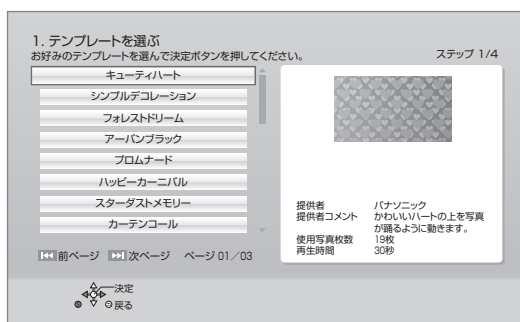 1. テンプレートを選ぶ
お好みのテンプレートを選んで決定ボタンを押してください。
ステップ 1/4
キューティハート
シンプルデコレーション
フォレストドリーム
アーバンブラック
プロムナード
ハッピーカーニバル
スターダストメモリー
カーテンコール
前ページ 次ページ ページ 01/03
提供者 パナソニック
提供者コメント かわいいハートの上を写真
が踊るように動きます。
使用写真枚数 19枚
再生時間 30秒
決定
戻る